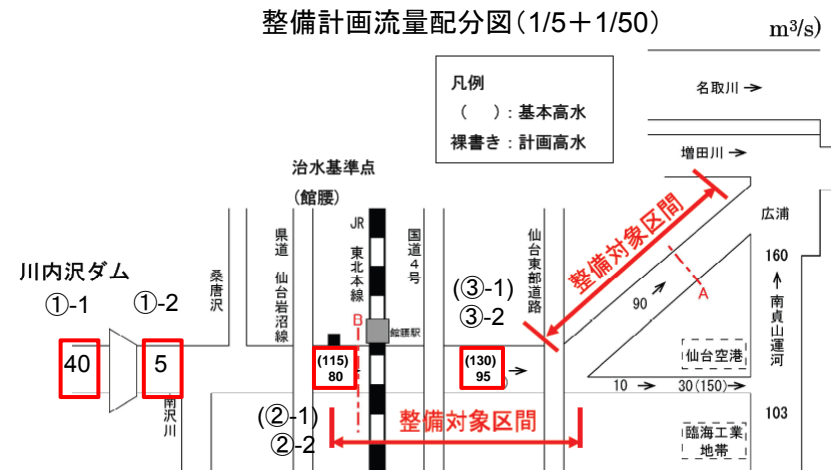 整備計画流量配分図(1/5+1/50)
m³/s)
凡例
(　　):基本高水
裸書き:計画高水
名取川→
増田川→
治水基準点
(館腰)
広浦
川内沢ダム
①-1
①-2
桑唐沢
県道 仙台岩沼線
JR 東北本線
国道4号
仙台東部道路
整備対象区間
(③-1)
③-2
160
↑
南貞山運河
90
→
A
B
館腰駅
40
5
(115)
80
(130)
95
→
仙台空港
10 →
30(150)→
南沢川
(②-1)
②-2
整備対象区間
103
臨海工業
地帯